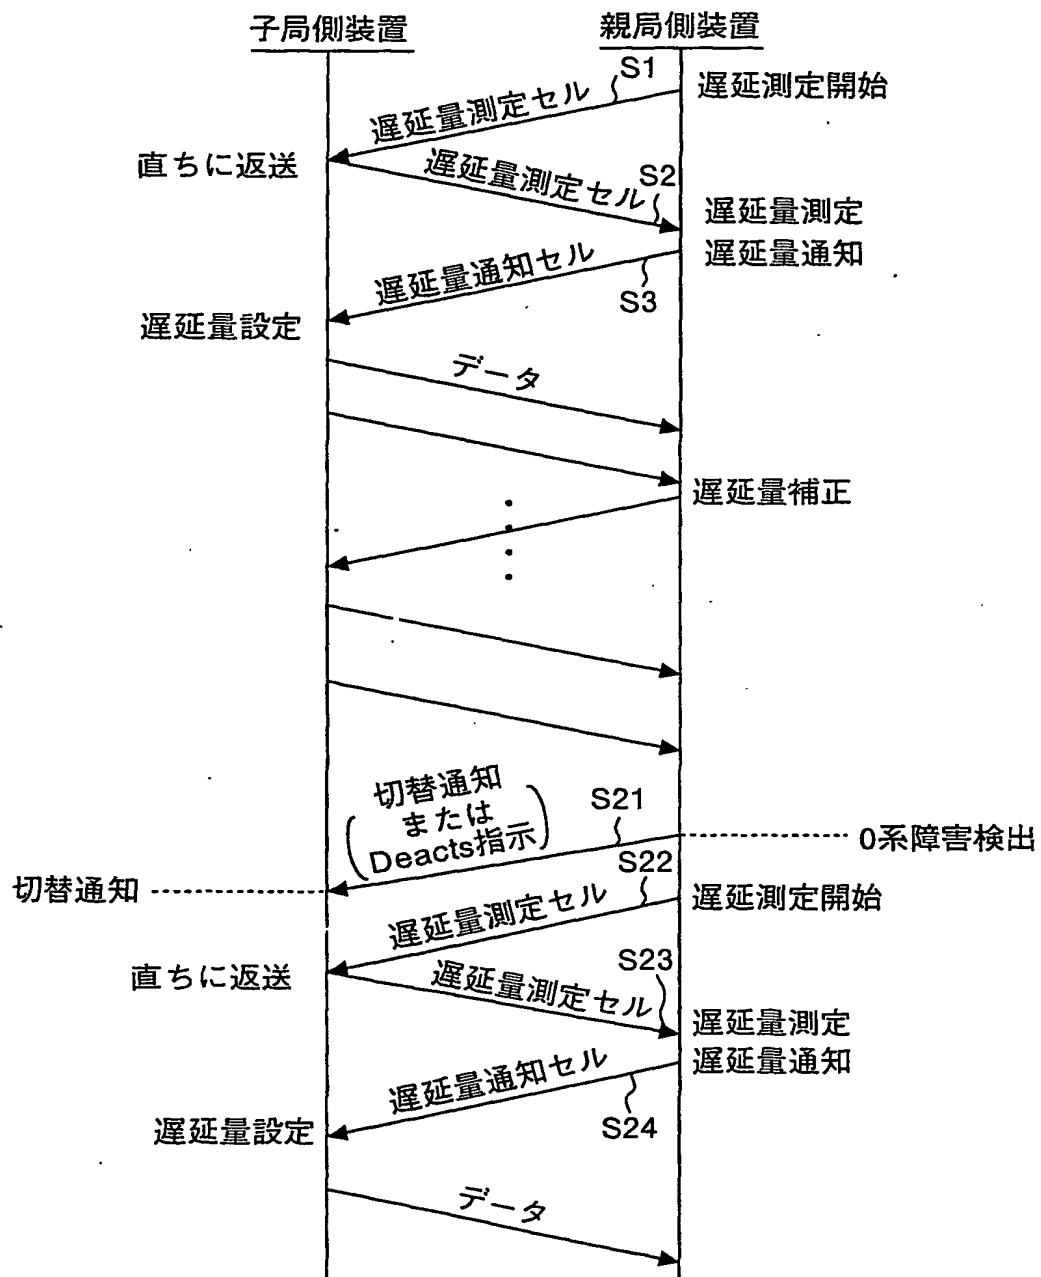 子局側装置
親局側装置
S1
遅延測定開始
遅延量測定セル
直ちに返送
遅延量測定セル
S2
遅延量測定
遅延量通知
遅延量通知セル
S3
遅延量設定
データ
遅延量補正
切替通知
または
Deacts指示
S21
0系障害検出
切替通知
S22
遅延測定開始
遅延量測定セル
直ちに返送
遅延量測定セル
S23
遅延量測定
遅延量通知
遅延量通知セル
S24
遅延量設定
データ